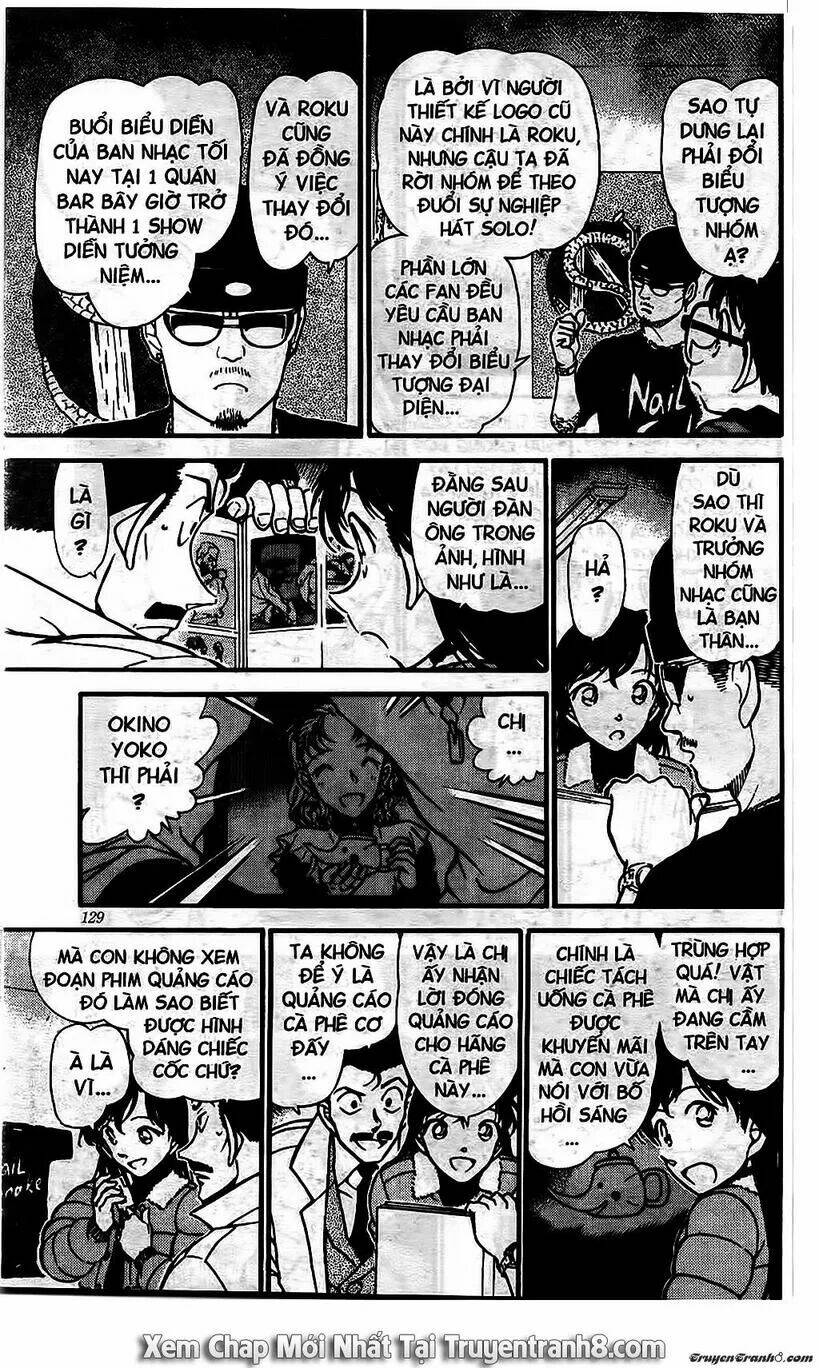 SAO TỰ
DUNG LẠI
PHẢI ĐỔI
BIỂU
TƯỢNG
NHÓM
Ạ?
LÀ BỞI VÌ NGƯỜI
THIẾT KẾ LOGO CŨ
NÀY CHÍNH LÀ ROKU,
NHƯNG CẬU TA ĐÃ
RỜI NHÓM ĐỂ THEO
ĐUỔI SỰ NGHIỆP
HÁT SOLO!
PHẦN LỚN
CÁC FAN ĐỀU
YÊU CẦU BAN
NHẠC PHẢI
THAY ĐỔI BIỂU
TƯỢNG ĐẠI
DIỆN...
NaiL
VÀ ROKU
CŨNG
ĐÃ ĐỒNG
Ý VIỆC
THAY ĐỔI
ĐÓ...
BUỔI BIỂU DIỄN
CỦA BAN NHẠC TỐI
NAY TẠI 1 QUÁN
BAR BÂY GIỜ TRỞ
THÀNH 1 SHOW
DIỄN TƯỞNG
NIỆM...
DÙ
SAO THÌ
ROKU VÀ
TRƯỞNG
NHÓM
NHẠC CŨNG
LÀ BẠN
THÂN...
HẢ
?
ĐẰNG SAU
NGƯỜI ĐÀN
ÔNG TRONG
ẢNH, HÌNH
NHƯ LÀ...
LÀ
GÌ
?
CHỊ
...
OKINO
YOKO
THÌ PHẢI
?
129
TRÙNG HỢP
QUÁ! VẬT
MÀ CHỊ ẤY
ĐANG CẦM
TRÊN TAY
...
CHÍNH LÀ
CHIẾC TÁCH
UỐNG CÀ PHÊ
ĐƯỢC
KHUYẾN MÃI
MÀ CON VỪA
NÓI VỚI BỐ
HỒI SÁNG
...
VẬY LÀ CHỊ
ẤY NHẬN
LỜI ĐÓNG
QUẢNG CÁO
CHO HÃNG
CÀ PHÊ
NÀY...
TA KHÔNG
ĐỂ Ý LÀ
QUẢNG CÁO
CÀ PHÊ CƠ
ĐẤY
...
MÀ CON KHÔNG XEM
ĐOẠN PHIM QUẢNG CÁO
ĐÓ LÀM SAO BIẾT
ĐƯỢC HÌNH
DÁNG CHIẾC
CỐC CHỨ?
À LÀ
VÌ...
Xem Chap Mới Nhất Tại Truyentranh8.com
TruyenTranh8.com